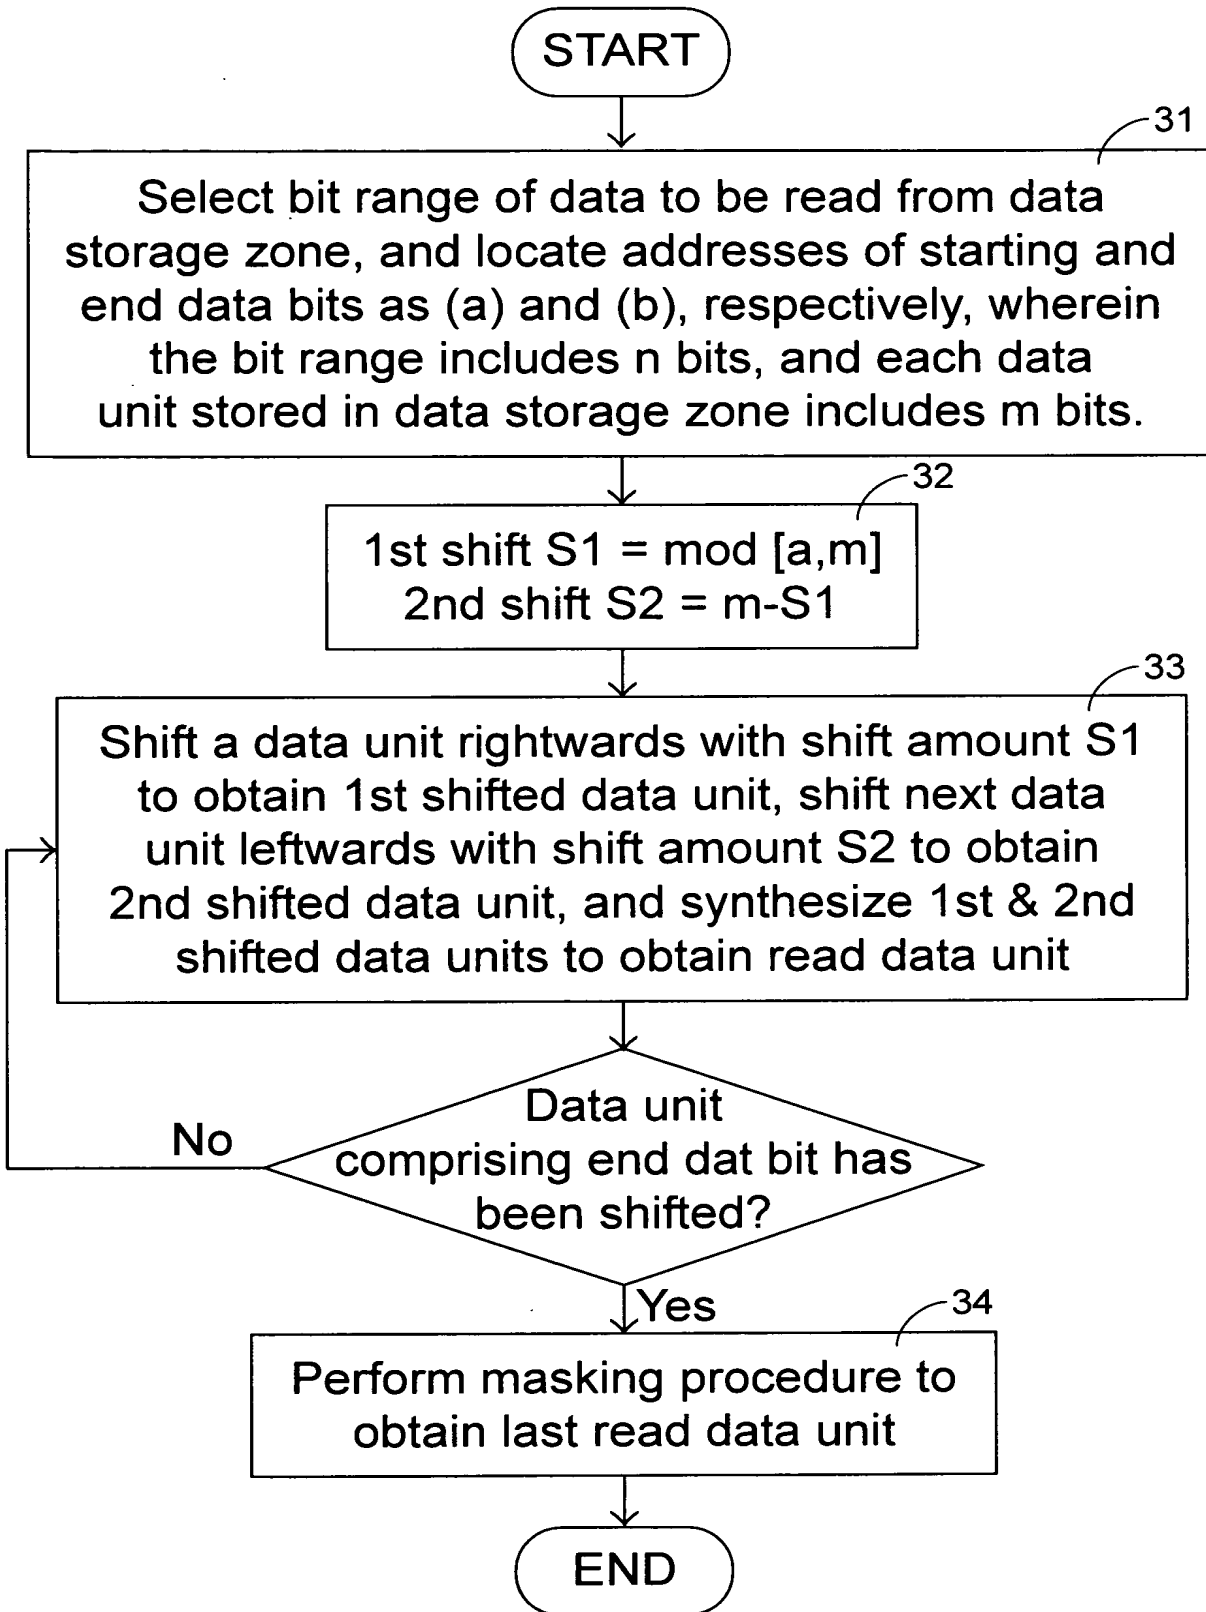 START
31
Select bit range of data to be read from data
storage zone, and locate addresses of starting and
end data bits as (a) and (b), respectively, wherein
the bit range includes n bits, and each data
unit stored in data storage zone includes m bits.
32
1st shift S1 = mod [a,m]
2nd shift S2 = m-S1
33
Shift a data unit rightwards with shift amount S1
to obtain 1st shifted data unit, shift next data
unit leftwards with shift amount S2 to obtain
2nd shifted data unit, and synthesize 1st & 2nd
shifted data units to obtain read data unit
Data unit
comprising end dat bit has
been shifted?
No
Yes
34
Perform masking procedure to
obtain last read data unit
END